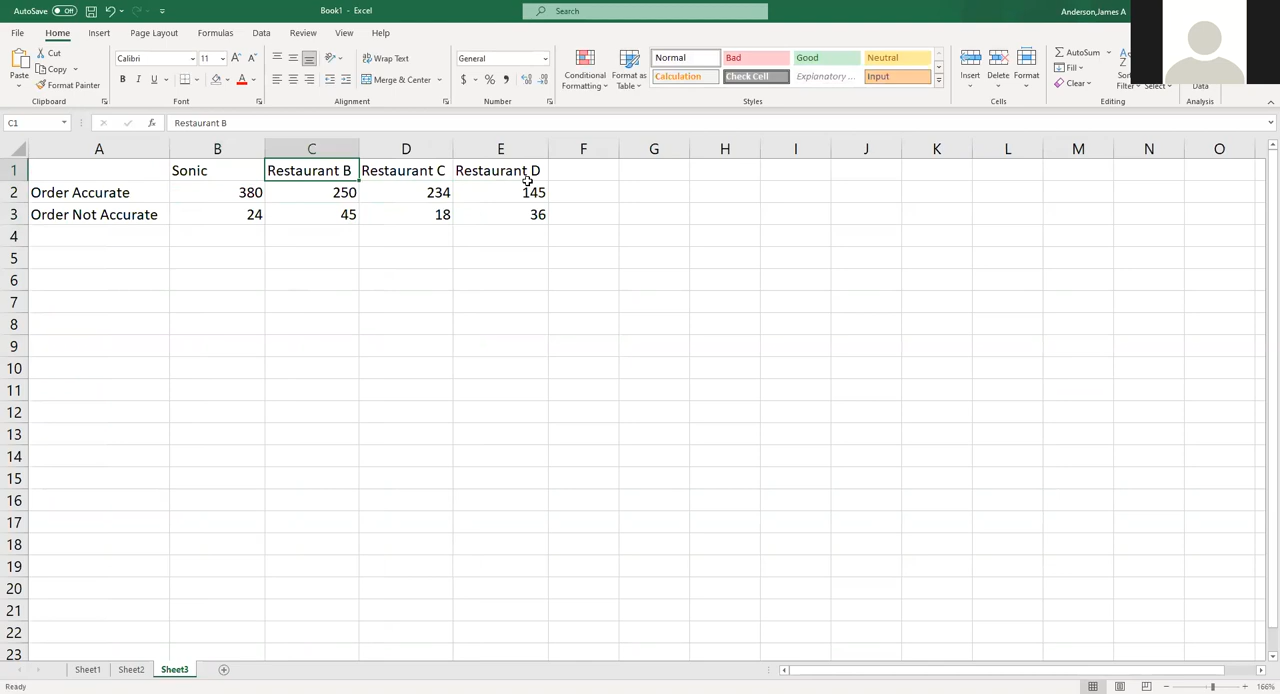 AutoSave Off Book1 - Excel Search Anderson,James A
File Home Insert Page Layout Formulas Data Review View Help
Paste Cut Copy Format Painter Clipboard
Calibri 11 A A B I U A Font
Wrap Text Merge & Center Alignment
General $ % , Number
Conditional Formatting Format as Table
Normal Bad Good Neutral
Calculation Check Cell Explanatory ... Input
Styles
Insert Delete Format Cells
AutoSum Fill Clear Filter Select Editing
Data Analysis
C1 fx Restaurant B
A B C D E F G H I J K L M N O
1 Sonic Restaurant B Restaurant C Restaurant D
2 Order Accurate 380 250 234 145
3 Order Not Accurate 24 45 18 36
4
5
6
7
8
9
10
11
12
13
14
15
16
17
18
19
20
21
22
23
Sheet1 Sheet2 Sheet3
Ready 166%